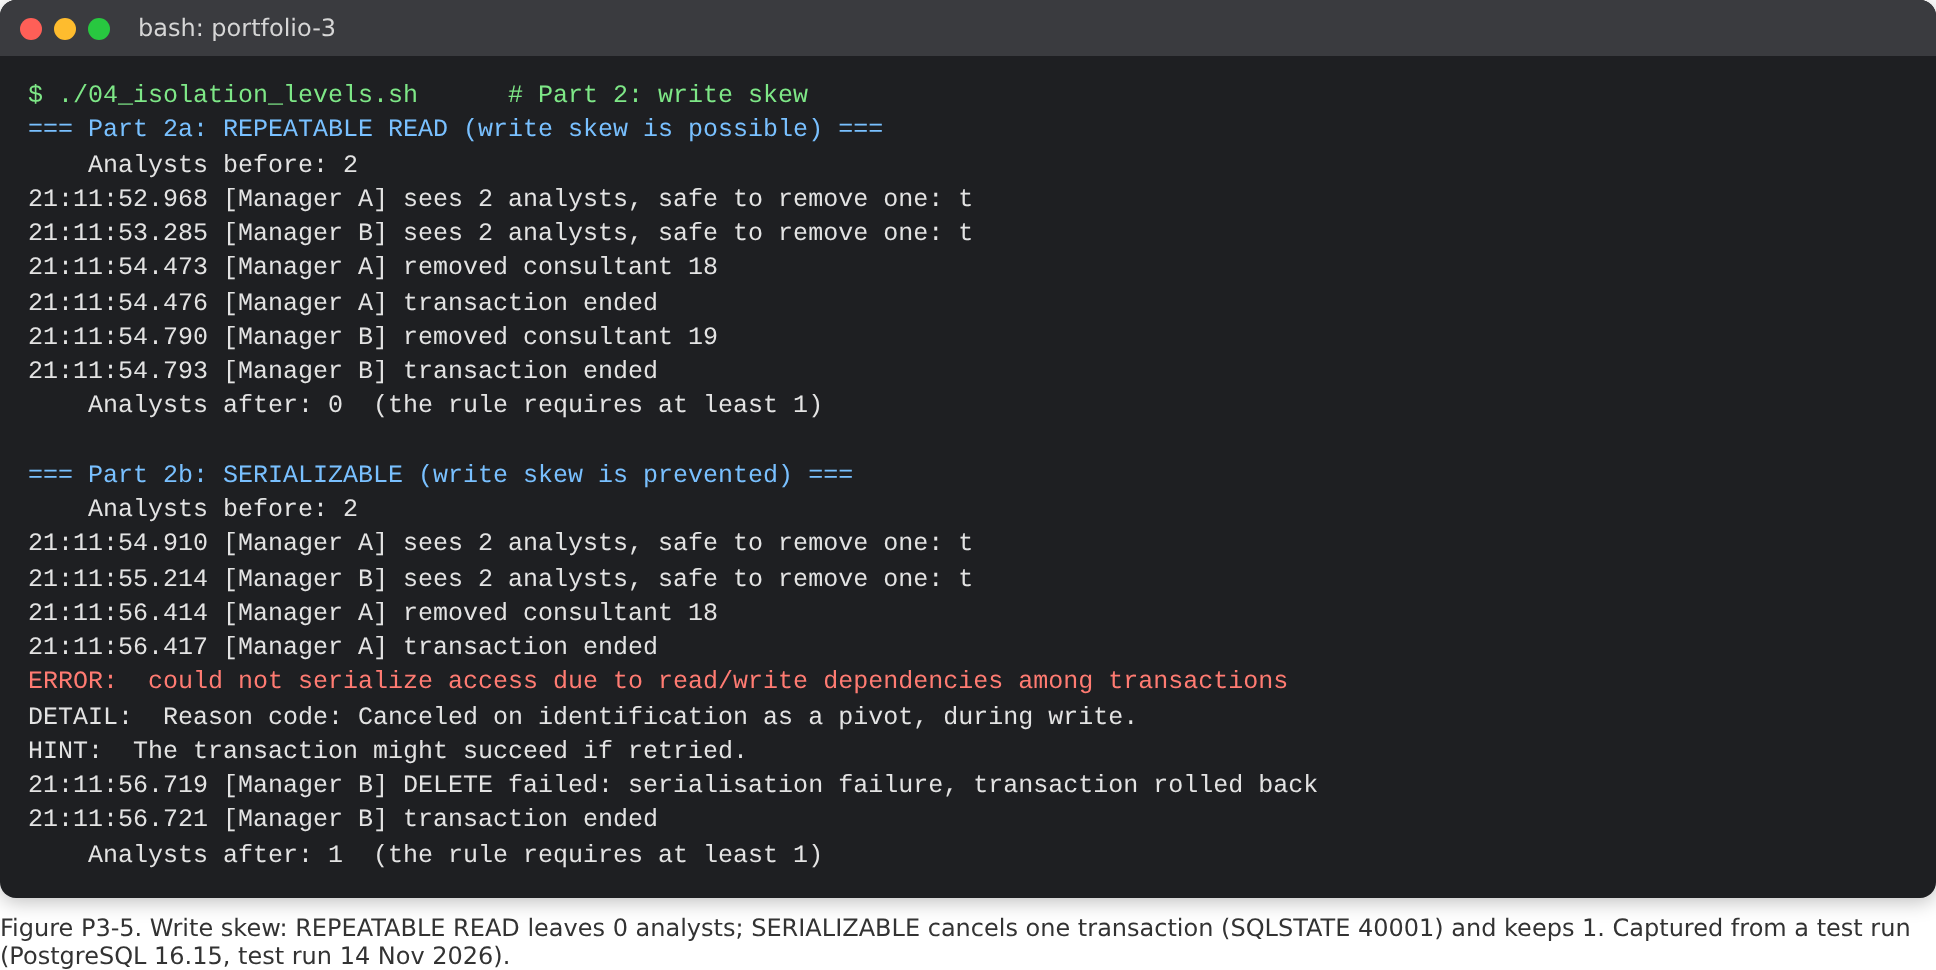 bash: portfolio-3
$ ./04_isolation_levels.sh      # Part 2: write skew
=== Part 2a: REPEATABLE READ (write skew is possible) ===
    Analysts before: 2
21:11:52.968 [Manager A] sees 2 analysts, safe to remove one: t
21:11:53.285 [Manager B] sees 2 analysts, safe to remove one: t
21:11:54.473 [Manager A] removed consultant 18
21:11:54.476 [Manager A] transaction ended
21:11:54.790 [Manager B] removed consultant 19
21:11:54.793 [Manager B] transaction ended
    Analysts after: 0  (the rule requires at least 1)
=== Part 2b: SERIALIZABLE (write skew is prevented) ===
    Analysts before: 2
21:11:54.910 [Manager A] sees 2 analysts, safe to remove one: t
21:11:55.214 [Manager B] sees 2 analysts, safe to remove one: t
21:11:56.414 [Manager A] removed consultant 18
21:11:56.417 [Manager A] transaction ended
ERROR:  could not serialize access due to read/write dependencies among transactions
DETAIL:  Reason code: Canceled on identification as a pivot, during write.
HINT:  The transaction might succeed if retried.
21:11:56.719 [Manager B] DELETE failed: serialisation failure, transaction rolled back
21:11:56.721 [Manager B] transaction ended
    Analysts after: 1  (the rule requires at least 1)
Figure P3-5. Write skew: REPEATABLE READ leaves 0 analysts; SERIALIZABLE cancels one transaction (SQLSTATE 40001) and keeps 1. Captured from a test run
(PostgreSQL 16.15, test run 14 Nov 2026).